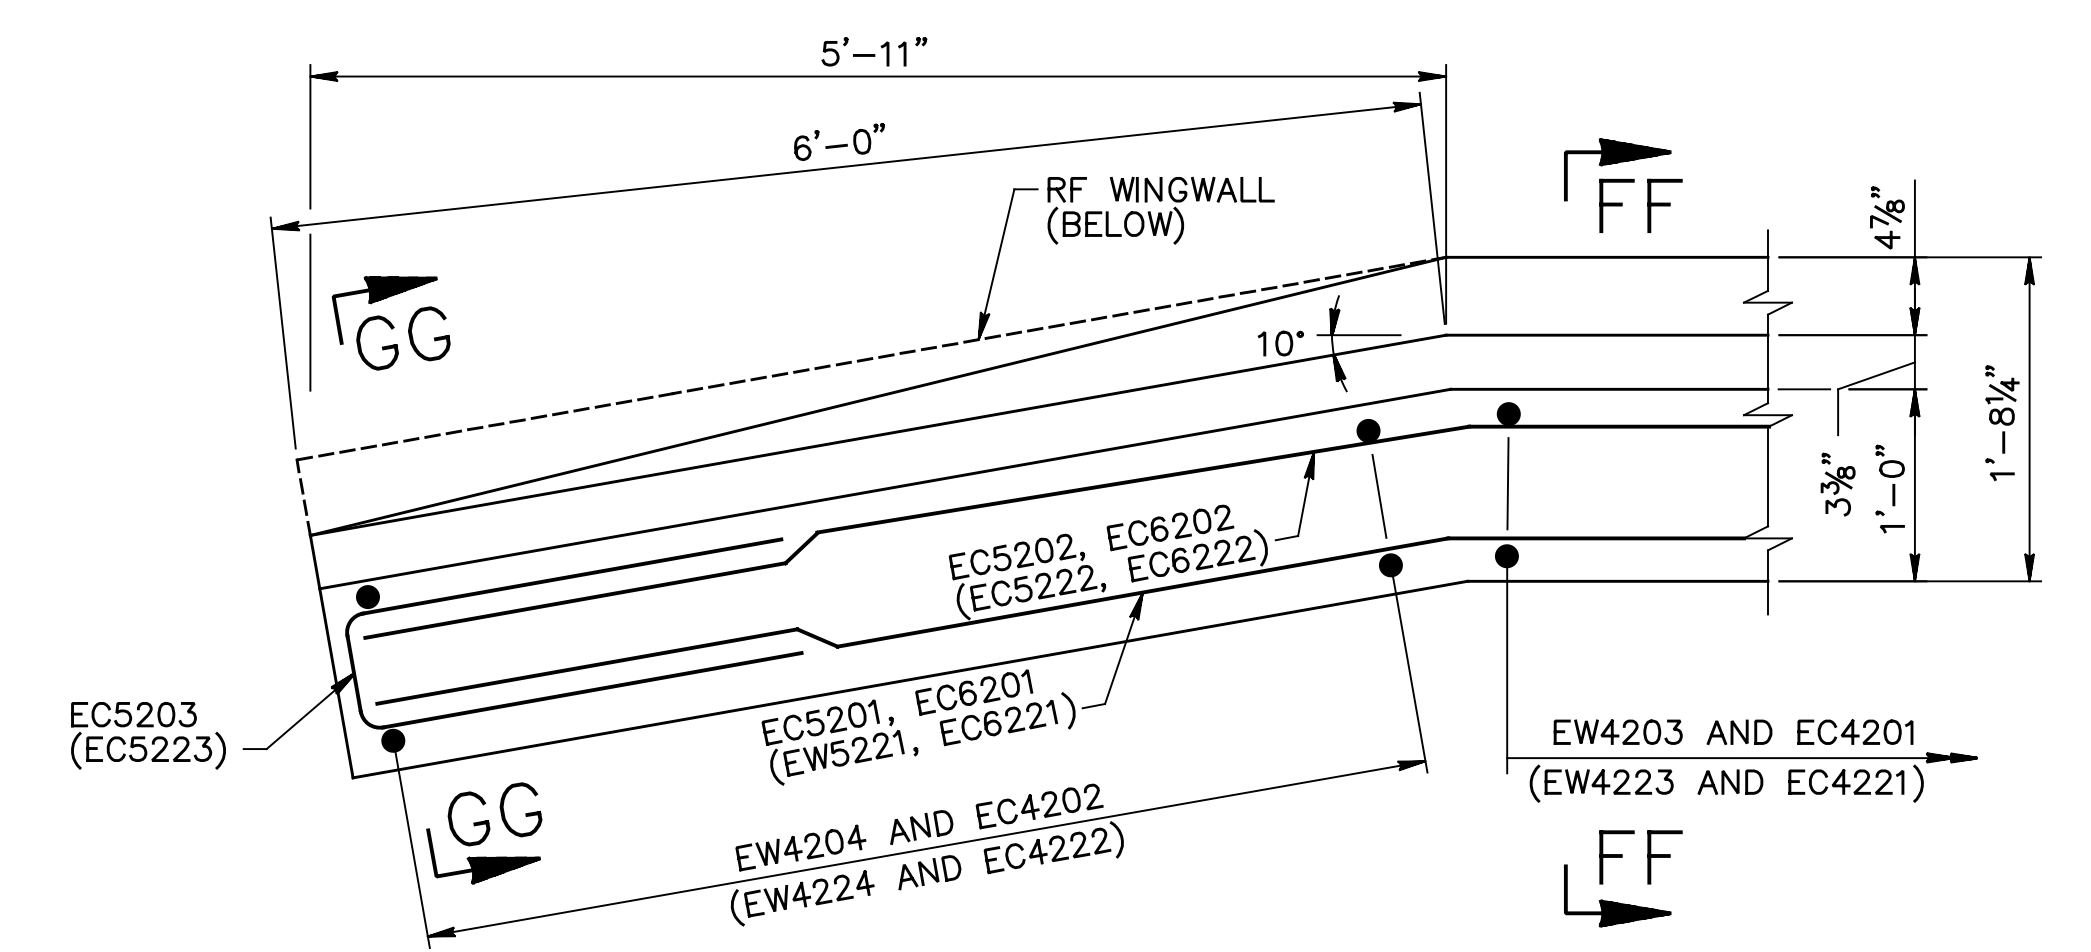 5'-11"
6'-0"
RF WINGWALL
(BELOW)
FF
4⅞"
GG
10°
1'-8¼"
3⅜"
1'-0"
EC5202, EC6202
(EC5222, EC6222)
EC5203
(EC5223)
EC5201, EC6201
(EW5221, EC6221)
EW4203 AND EC4201
(EW4223 AND EC4221)
GG
EW4204 AND EC4202
(EW4224 AND EC4222)
FF